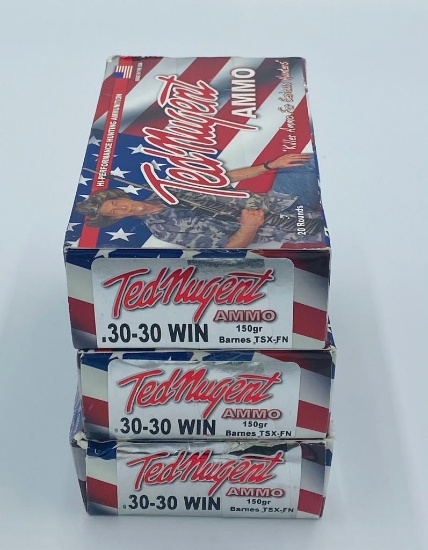 HI-PERFORMANCE HUNTING AMMUNITION
Ted Nugent
AMMO
20 Rounds
Ted Nugent
AMMO
.30-30 WIN
150gr
Barnes TSX-FN
Ted Nugent
AMMO
.30-30 WIN
150gr
Barnes TSX-FN
Ted Nugent
AMMO
.30-30 WIN
150gr
Barnes TSX-FN